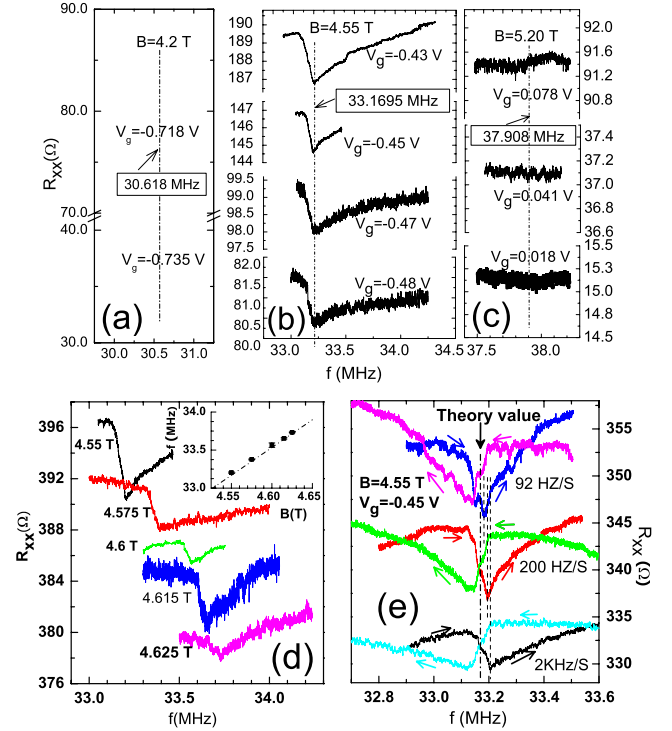 90.0
80.0
70.0
40.0
30.0
R_XX(Ω)
B=4.2 T
V_g=-0.718 V
30.618 MHz
V_g=-0.735 V
(a)
30.0 30.5 31.0
190
189
188
187
147
146
145
144
99.5
99.0
98.5
98.0
97.5
82.0
81.5
81.0
80.5
80.0
B=4.55 T
V_g=-0.43 V
33.1695 MHz
V_g=-0.45 V
V_g=-0.47 V
V_g=-0.48 V
(b)
33.0 33.5 34.0 34.5
f (MHz)
B=5.20 T
V_g=0.078 V
37.908 MHz
V_g=0.041 V
V_g=0.018 V
(c)
92.0
91.4
90.6
37.4
37.0
36.6
15.5
15.3
15.0
14.5
37.5 38.0
396
392
388
384
380
376
R_XX(Ω)
4.55 T
4.575 T
4.6 T
4.615 T
4.625 T
(d)
33.0 33.5 34.0
f(MHz)
f (MHz)
34.0
33.5
33.0
4.50 4.55 4.60 4.65
B(T)
Theory value
B=4.55 T
V_g=-0.45 V
92 HZ/S
200 HZ/S
2KHz/S
(e)
355
350
345
340
335
330
R_XX (Ω)
32.8 33.0 33.2 33.4 33.6
f (MHz)